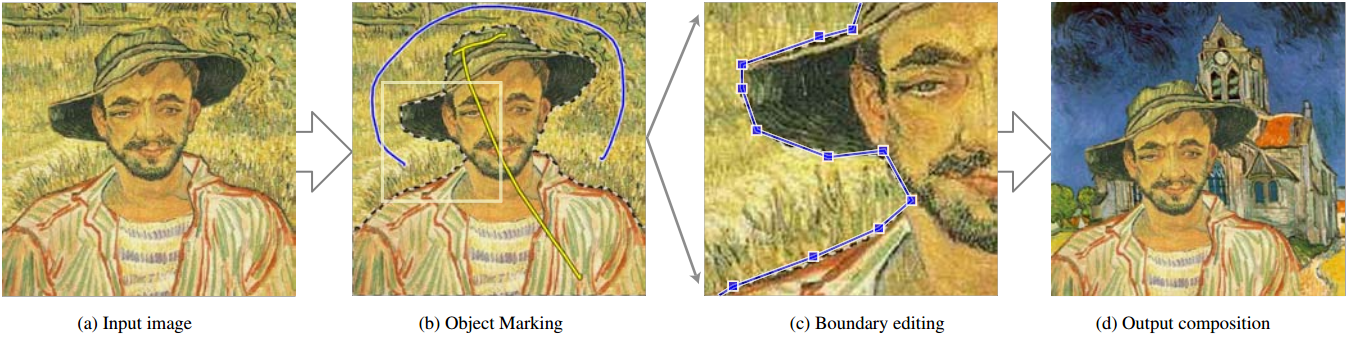 (a) Input image
(b) Object Marking
(c) Boundary editing
(d) Output composition